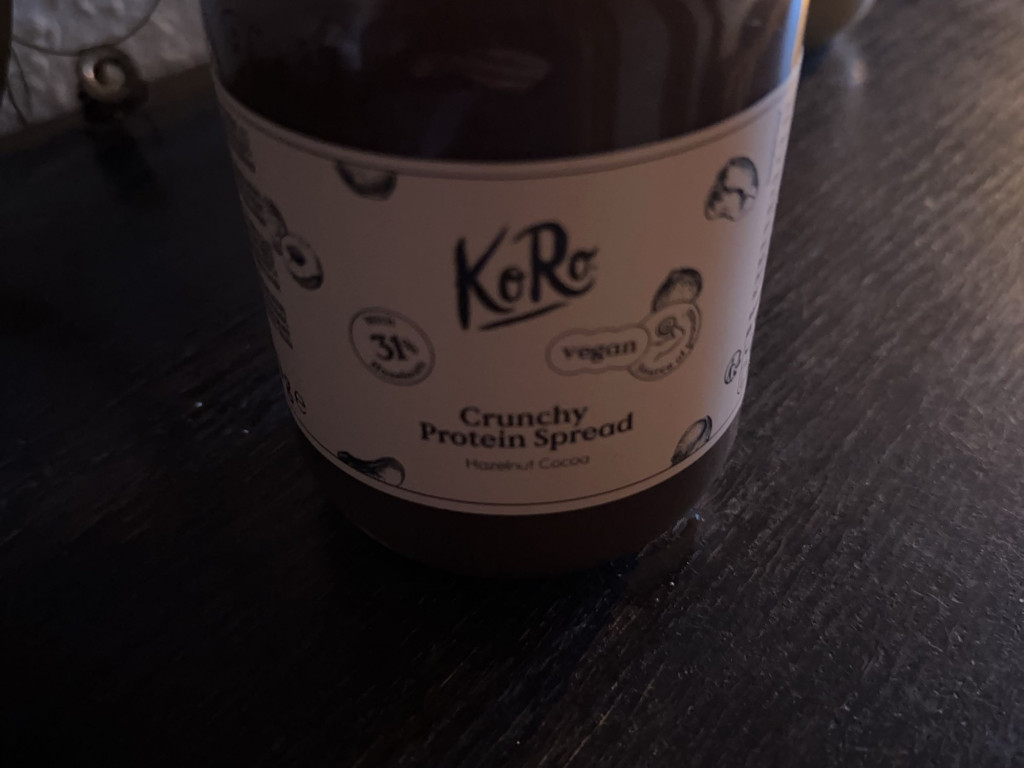 KoRo
31%
vegan
Crunchy
Protein Spread
Hazelnut Cocoa